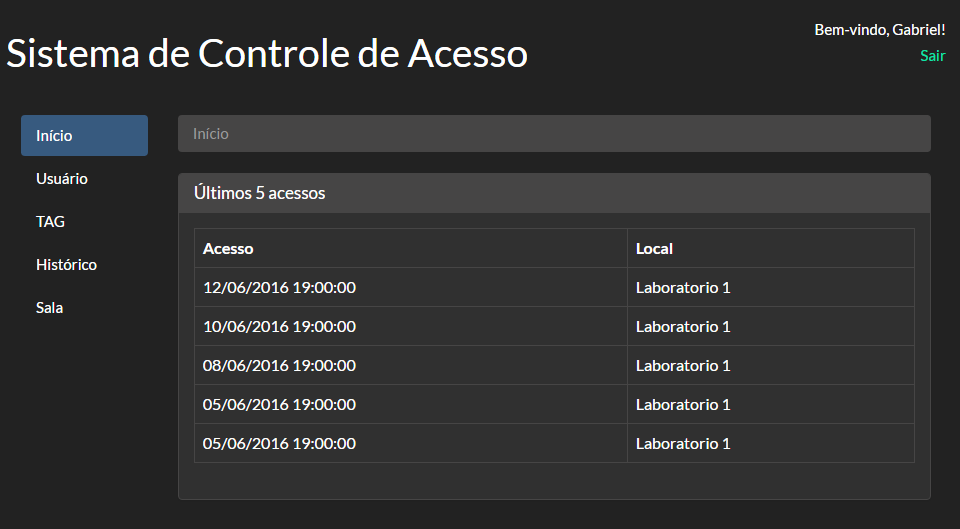 Bem-vindo, Gabriel!
Sair
Sistema de Controle de Acesso
Início
Usuário
TAG
Histórico
Sala
Início
Últimos 5 acessos
Acesso Local
12/06/2016 19:00:00 Laboratorio 1
10/06/2016 19:00:00 Laboratorio 1
08/06/2016 19:00:00 Laboratorio 1
05/06/2016 19:00:00 Laboratorio 1
05/06/2016 19:00:00 Laboratorio 1